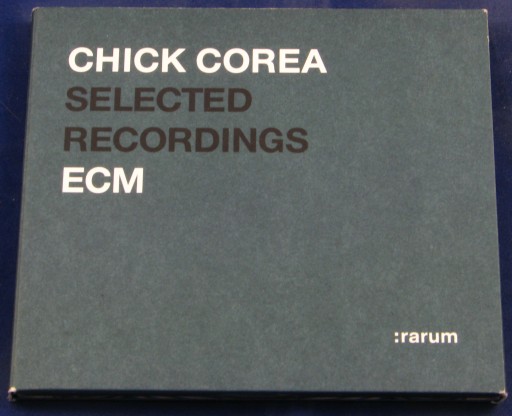 CHICK COREA
SELECTED
RECORDINGS
ECM
:rarum